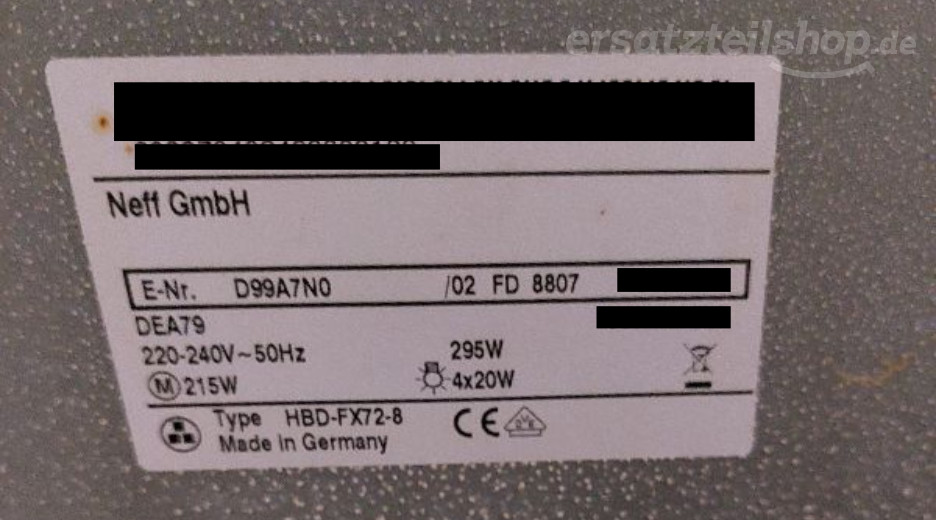 ersatzteilshop.de
Neff GmbH
E-Nr. D99A7N0 /02 FD 8807
DEA79
220-240V~50Hz 295W
M 215W 4x20W
Type HBD-FX72-8 CE
Made in Germany